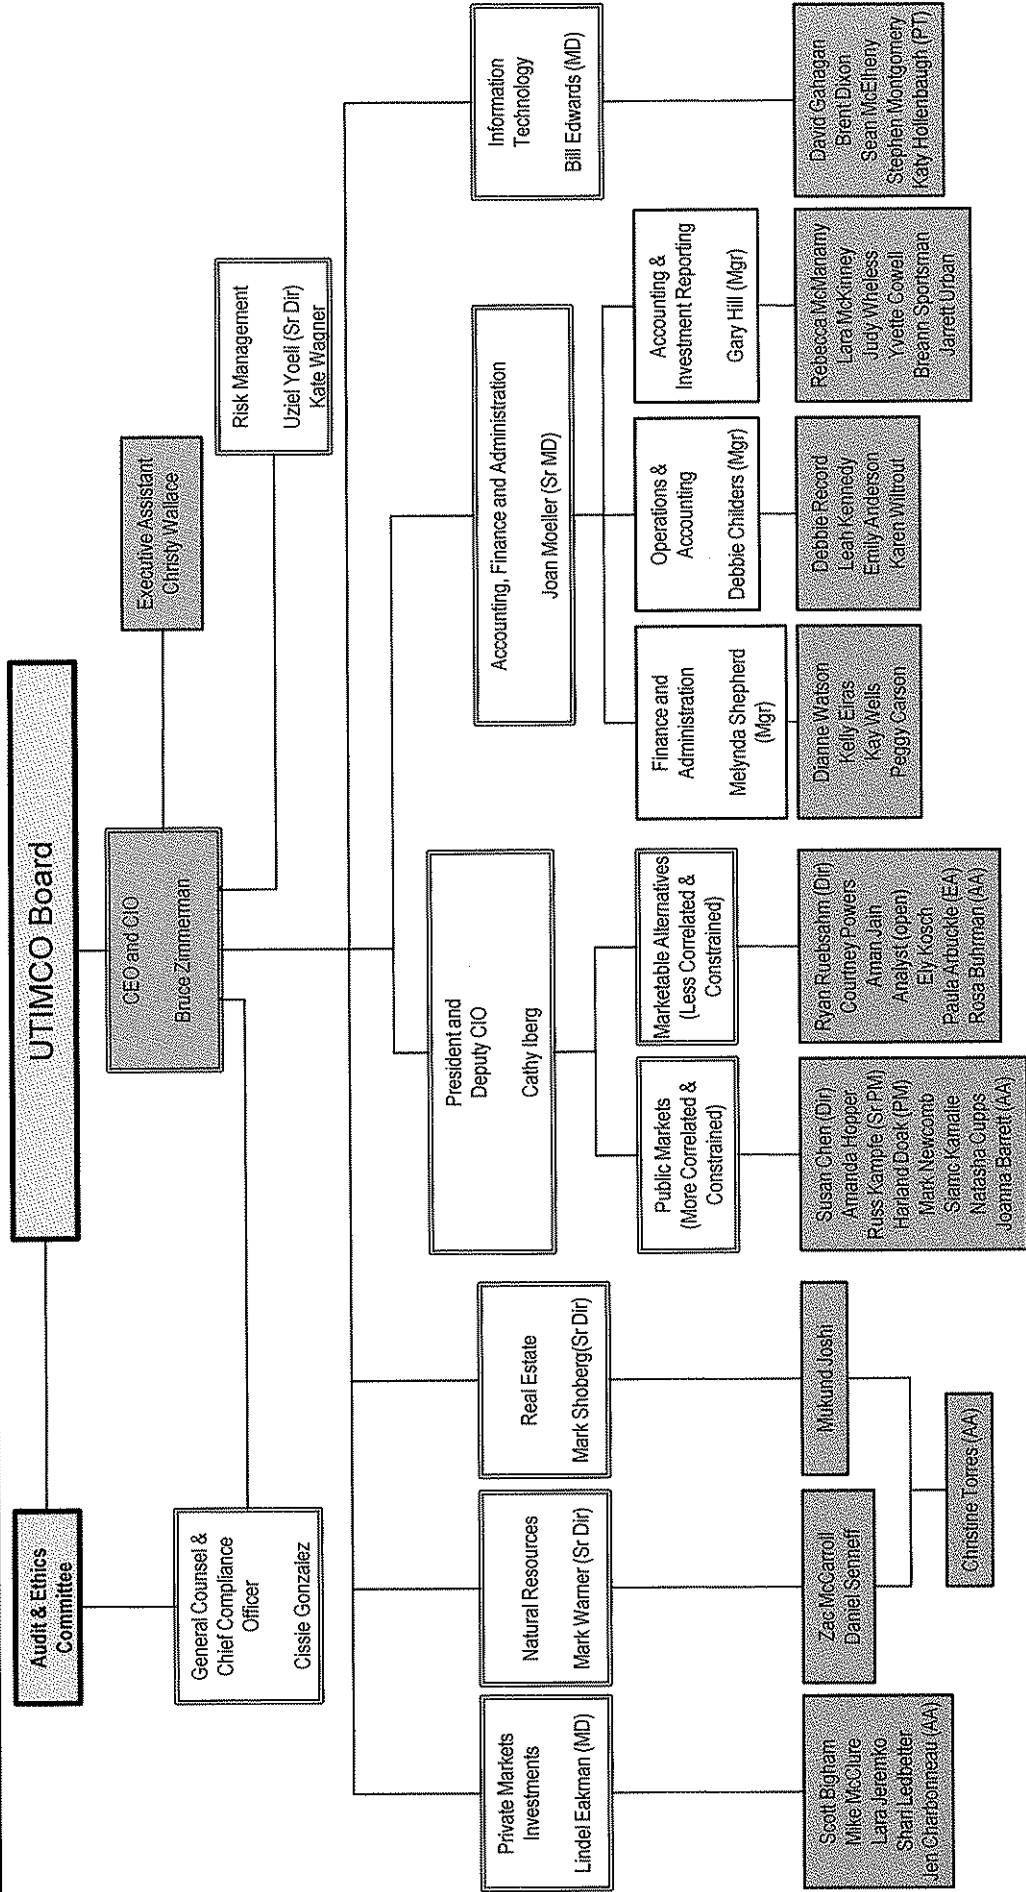 UTIMCO Board
Audit & Ethics
Committee
CEO and CIO
Bruce Zimmerman
Executive Assistant
Christy Wallace
General Counsel &
Chief Compliance
Officer
Cissie Gonzalez
Risk Management
Uziel Yoeli (Sr Dir)
Kate Wagner
Private Markets
Investments
Lindel Eakman (MD)
Natural Resources
Mark Warner (Sr Dir)
Real Estate
Mark Shoberg(Sr Dir)
President and
Deputy CIO
Cathy Iberg
Accounting, Finance and Administration
Joan Moeller (Sr MD)
Information
Technology
Bill Edwards (MD)
Public Markets
(More Correlated &
Constrained)
Marketable Alternatives
(Less Correlated &
Constrained)
Finance and
Administration
Melynda Shepherd
(Mgr)
Operations &
Accounting
Debbie Childers (Mgr)
Accounting &
Investment Reporting
Gary Hill (Mgr)
Scott Bigham
Mike McClure
Lara Jeremko
Shari Ledbetter
Jen Charbonneau (AA)
Zac McCarroll
Daniel Senneff
Mukund Joshi
Christine Torres (AA)
Susan Chen (Dir)
Amanda Hopper
Russ Kampfe (Sr PM)
Harland Doak (PM)
Mark Newcomb
Siamc Kamalie
Natasha Cupps
Joanna Barrett (AA)
Ryan Ruebsahm (Dir)
Courtney Powers
Aman Jain
Analyst (open)
Ely Kosch
Paula Arbuckle (EA)
Rosa Buhrman (AA)
Dianne Watson
Kelly Eiras
Kay Wells
Peggy Carson
Debbie Record
Leah Kennedy
Emily Anderson
Karen Wiltrout
Rebecca McManamy
Lara McKinney
Judy Wheless
Yvette Cowell
Breann Sportsman
Jarrett Urban
David Gahagan
Brent Dixon
Sean McElheny
Stephen Montgomery
Katy Hollenbaugh (PT)